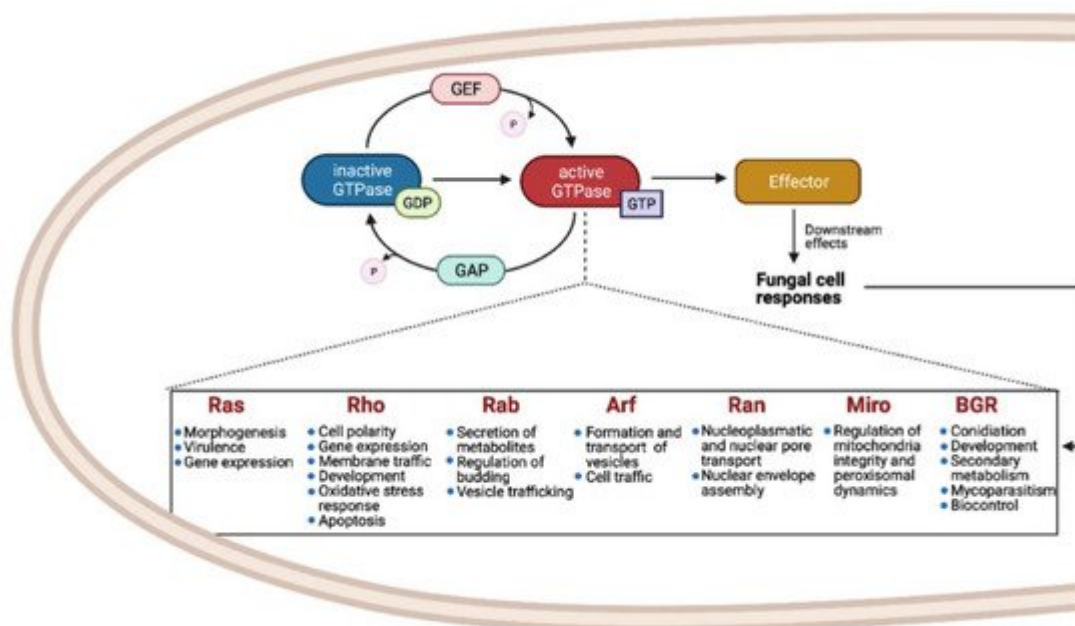 GEF
P
inactive
GTPase
GDP
active
GTPase
GTP
Effector
P
GAP
Downstream
effects
Fungal cell
responses
Ras
Morphogenesis
Virulence
Gene expression
Rho
Cell polarity
Gene expression
Membrane traffic
Development
Oxidative stress
response
Apoptosis
Rab
Secretion of
metabolites
Regulation of
budding
Vesicle trafficking
Arf
Formation and
transport of
vesicles
Cell traffic
Ran
Nucleoplasmatic
and nuclear pore
transport
Nuclear envelope
assembly
Miro
Regulation of
mitochondria
integrity and
peroxisomal
dynamics
BGR
Conidiation
Development
Secondary
metabolism
Mycoparasitism
Biocontrol